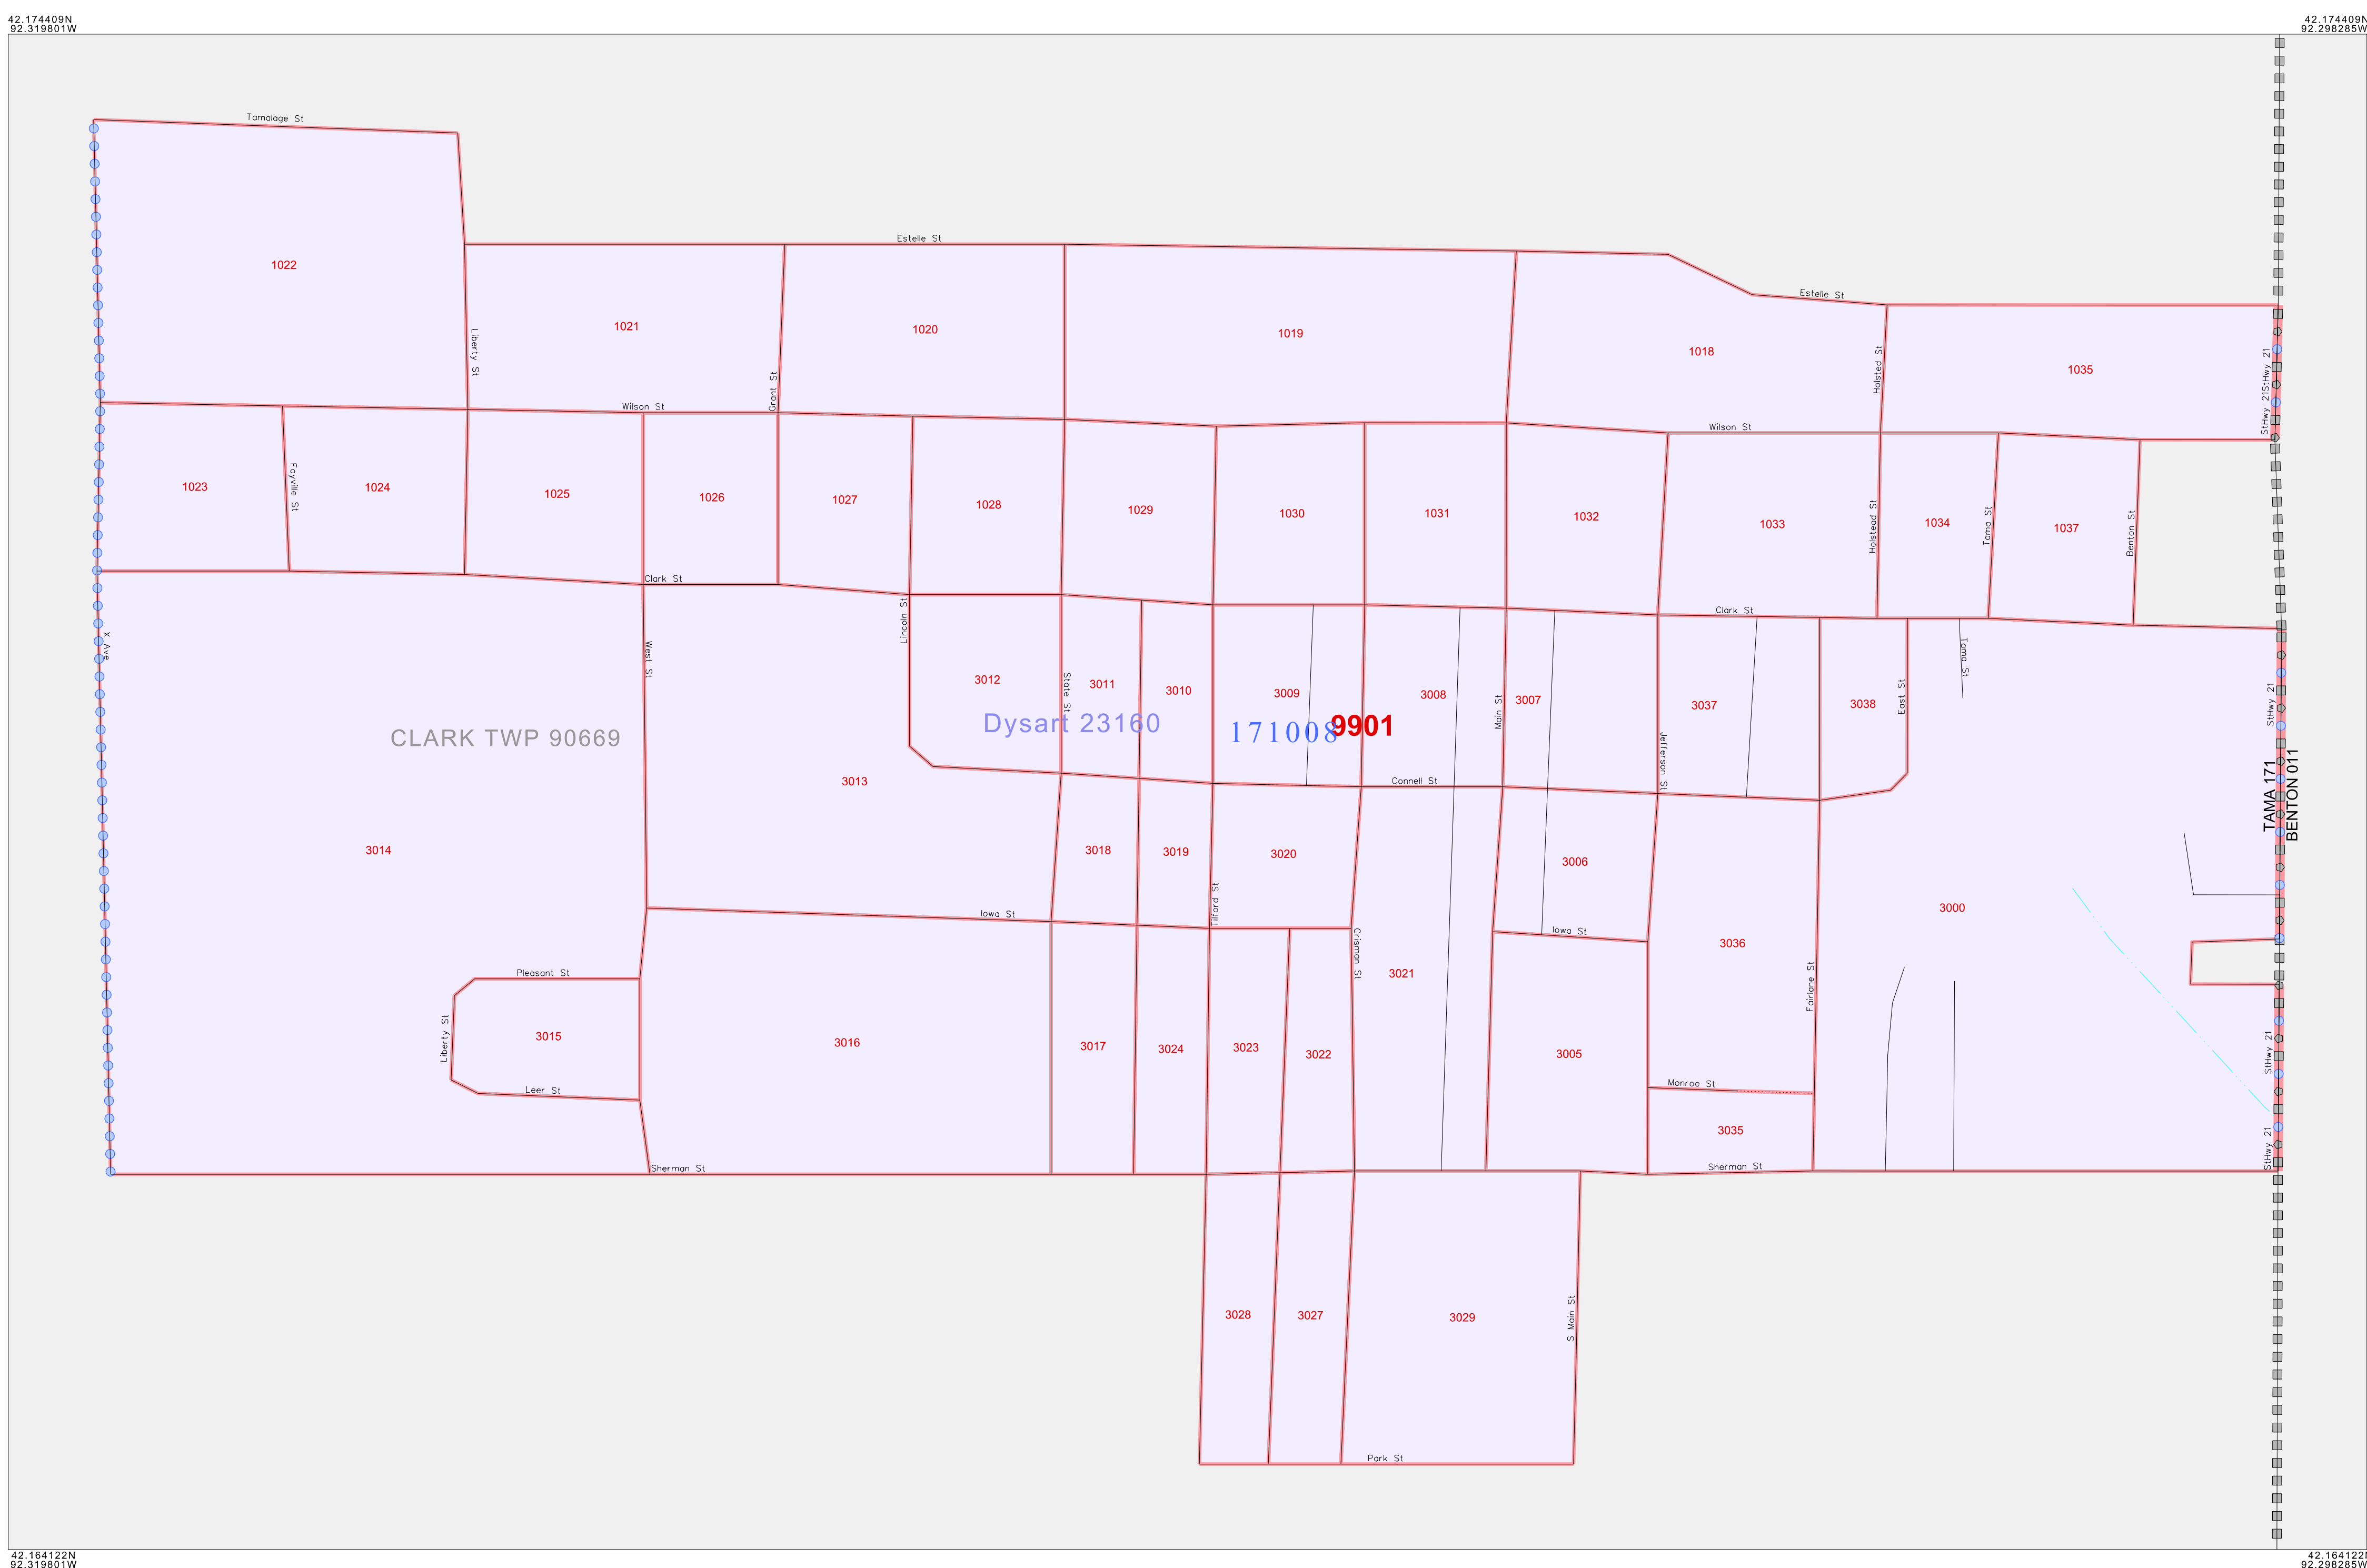 42.174409N
92.319801W
42.174409N
92.298285W
Tamalage St
Estelle St
1022
Estelle St
1021
1020
1019
1018
1035
Liberty St
Grant St
Holsted St
StHwy 21StHwy 21
Wilson St
Wilson St
1023
Fayville St
1024
1025
1026
1027
1028
1029
1030
1031
1032
1033
Holstead St
1034
Tama St
1037
Benton St
Clark St
Clark St
X Ave
West St
Lincoln St
3012
State St
3011
3010
3009
3008
Main St
3007
3037
3038
East St
Tama St
StHwy 21
CLARK TWP 90669
Dysart 23160
171008
9901
Jefferson St
TAMA 171
BENTON 011
3013
Connell St
3014
3018
3019
3020
3006
Tilford St
Iowa St
Iowa St
3000
3036
Crisman St
3021
Fairlane St
Pleasant St
Liberty St
3015
3016
3017
3024
3023
3022
3005
StHwy 21
Leer St
Monroe St
3035
StHwy 21
Sherman St
Sherman St
3028
3027
3029
S Main St
Park St
42.164122N
92.319801W
42.164122N
92.298285W